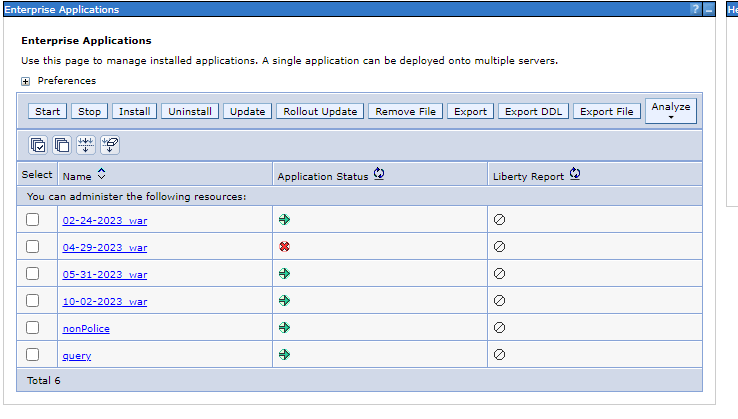 Enterprise Applications ? _
He
Enterprise Applications
Use this page to manage installed applications. A single application can be deployed onto multiple servers.
+ Preferences
Start Stop Install Uninstall Update Rollout Update Remove File Export Export DDL Export File Analyze
Select Name Application Status Liberty Report
You can administer the following resources:
02-24-2023_war
04-29-2023_war
05-31-2023_war
10-02-2023_war
nonPolice
query
Total 6